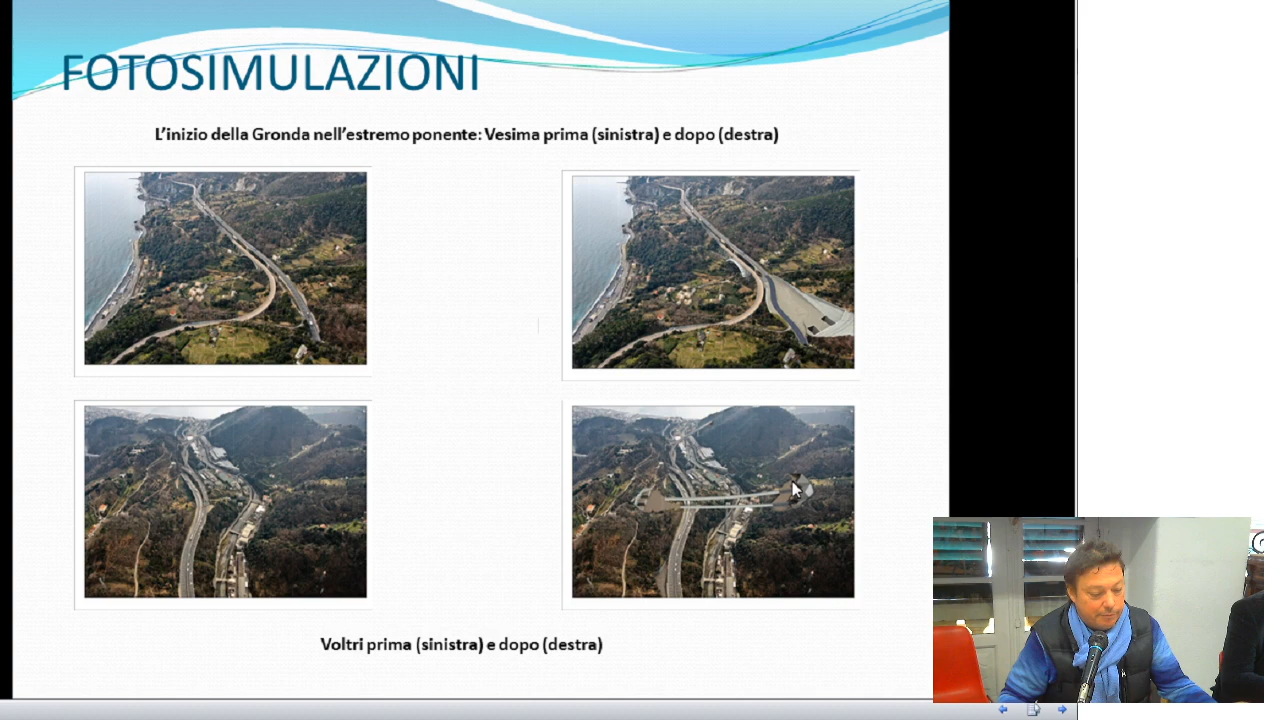 FOTOSIMULAZIONI
L'inizio della Gronda nell'estremo ponente: Vesima prima (sinistra) e dopo (destra)
Voltri prima (sinistra) e dopo (destra)